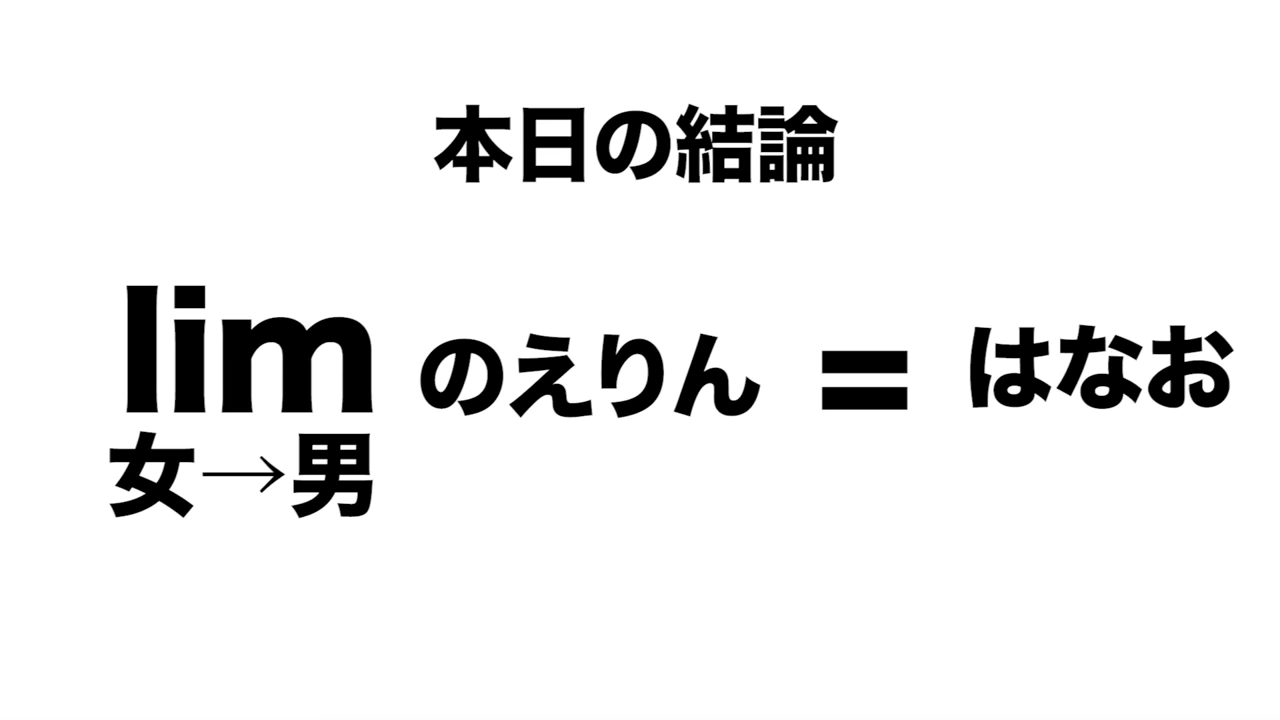 本日の結論
lim のえりん = はなお
女→男